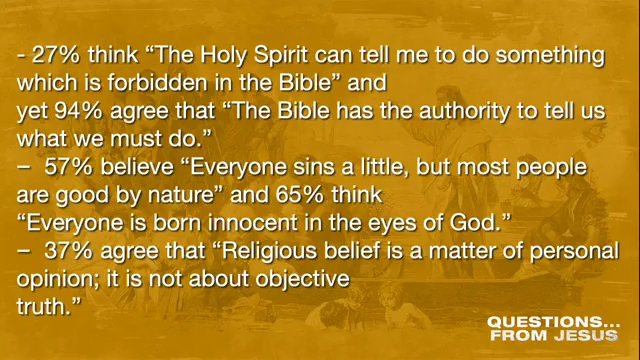 - 27% think “The Holy Spirit can tell me to do something
which is forbidden in the Bible” and
yet 94% agree that “The Bible has the authority to tell us
what we must do.”
– 57% believe “Everyone sins a little, but most people
are good by nature” and 65% think
“Everyone is born innocent in the eyes of God.”
– 37% agree that “Religious belief is a matter of personal
opinion; it is not about objective
truth.”
QUESTIONS...
FROM JESUS